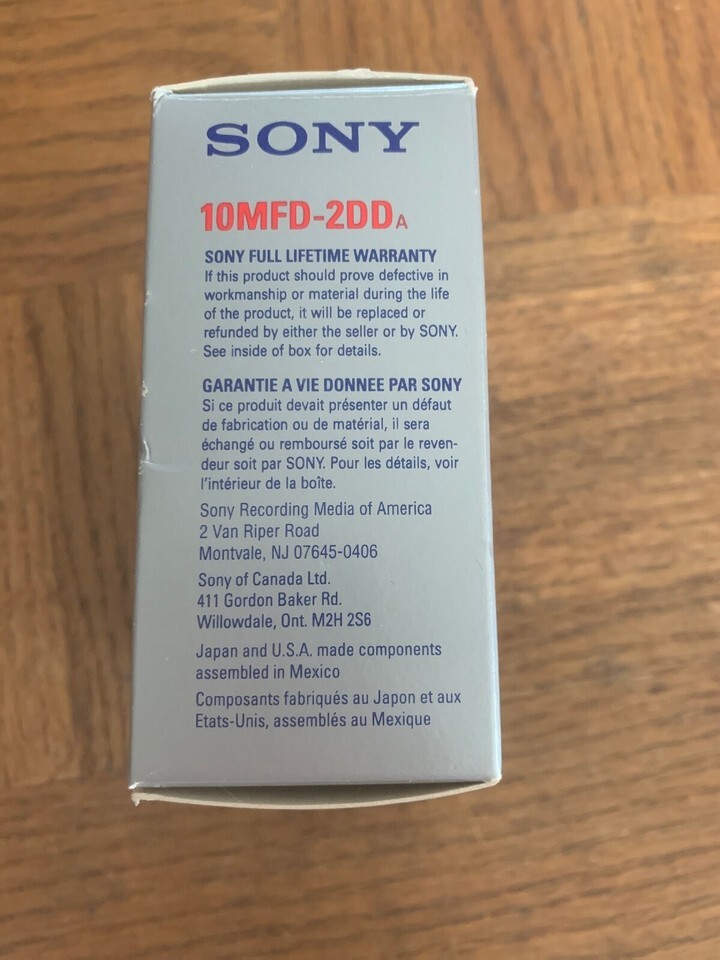 SONY
10MFD-2DDA
SONY FULL LIFETIME WARRANTY
If this product should prove defective in
workmanship or material during the life
of the product, it will be replaced or
refunded by either the seller or by SONY.
See inside of box for details.
GARANTIE A VIE DONNEE PAR SONY
Si ce produit devait présenter un défaut
de fabrication ou de matérial, il sera
échangé ou remboursé soit par le reven-
deur soit par SONY. Pour les détails, voir
l'intérieur de la boîte.
Sony Recording Media of America
2 Van Riper Road
Montvale, NJ 07645-0406
Sony of Canada Ltd.
411 Gordon Baker Rd.
Willowdale, Ont. M2H 2S6
Japan and U.S.A. made components
assembled in Mexico
Composants fabriqués au Japon et aux
Etats-Unis, assemblés au Mexique